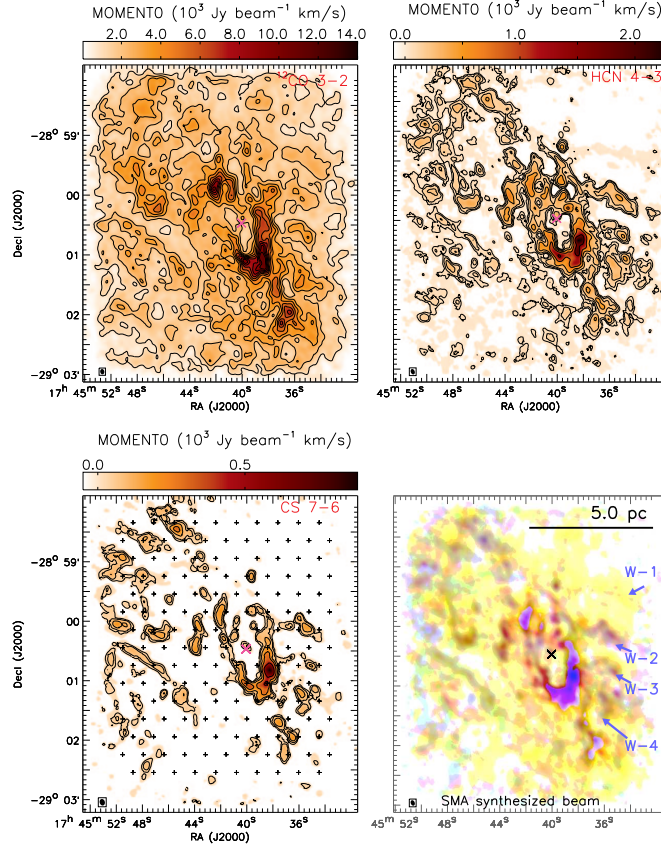 MOMENT0 (10³ Jy beam⁻¹ km/s)
2.0 4.0 6.0 8.0 10.0 12.0 14.0
¹²CO 3-2
Decl (J2000)
-28° 59'
00
01
02
-29° 03'
17ʰ 45ᵐ 52ˢ 48ˢ 44ˢ 40ˢ 36ˢ
RA (J2000)
MOMENT0 (10³ Jy beam⁻¹ km/s)
0.0 1.0 2.0
HCN 4-3
52ˢ 48ˢ 44ˢ 40ˢ 36ˢ
RA (J2000)
MOMENT0 (10³ Jy beam⁻¹ km/s)
0.0 0.5
CS 7-6
Decl (J2000)
-28° 59'
00
01
02
-29° 03'
17ʰ 45ᵐ 52ˢ 48ˢ 44ˢ 40ˢ 36ˢ
RA (J2000)
5.0 pc
W-1
W-2
W-3
W-4
SMA synthesized beam
45ᵐ 52ˢ 48ˢ 44ˢ 40ˢ 36ˢ